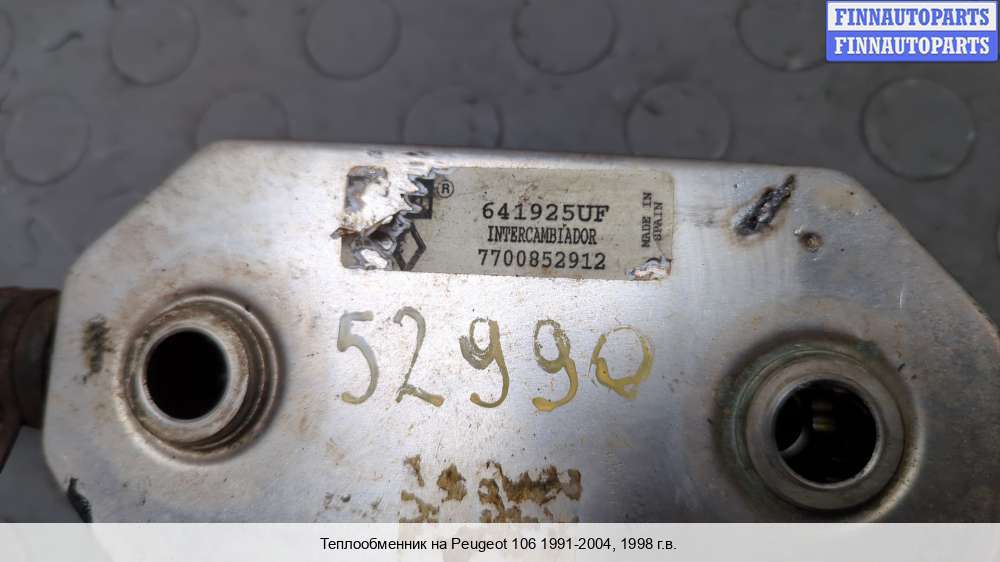 FINNAUTOPARTS
FINNAUTOPARTS
®
641925UF
INTERCAMBIADOR
7700852912
MADE IN
SPAIN
52990
Теплообменник на Peugeot 106 1991-2004, 1998 г.в.